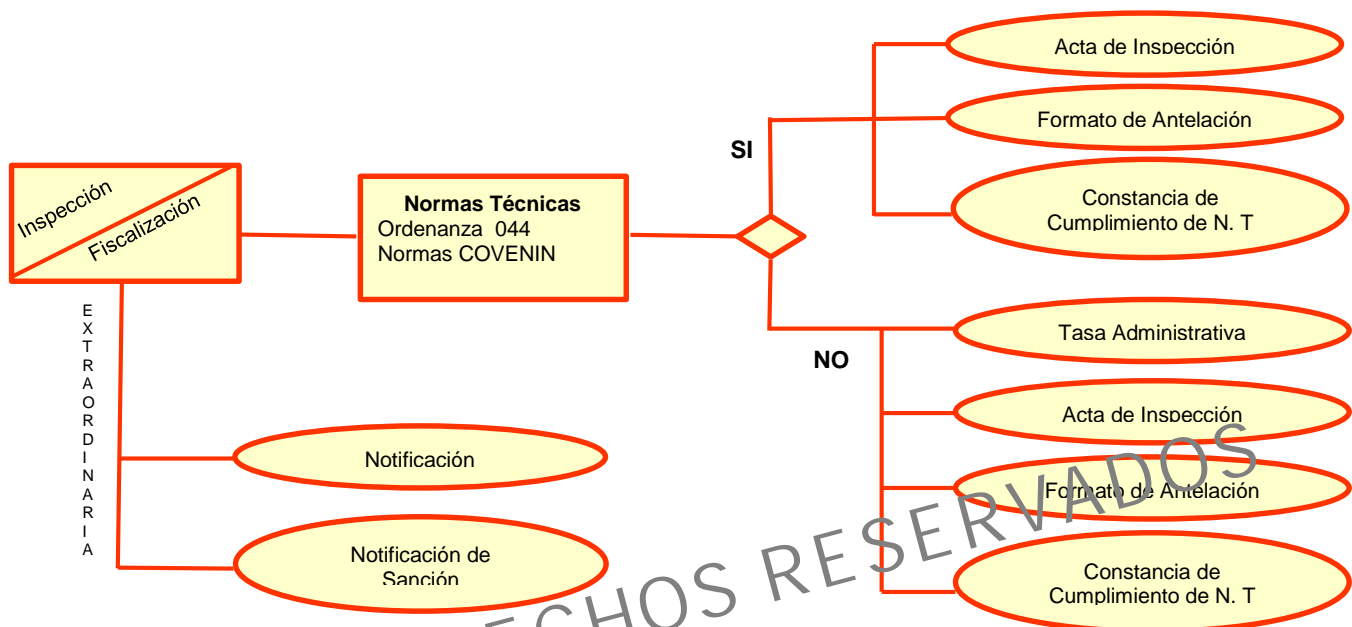 Acta de Inspección
Formato de Antelación
SI
Constancia de
Cumplimiento de N. T
Inspección
Fiscalización
Normas Técnicas
Ordenanza 044
Normas COVENIN
EXTRAORDINARIA
NO
Tasa Administrativa
Acta de Inspección
Formato de Antelación
Constancia de
Cumplimiento de N. T
Notificación
Notificación de
Sanción
RESERVADOS